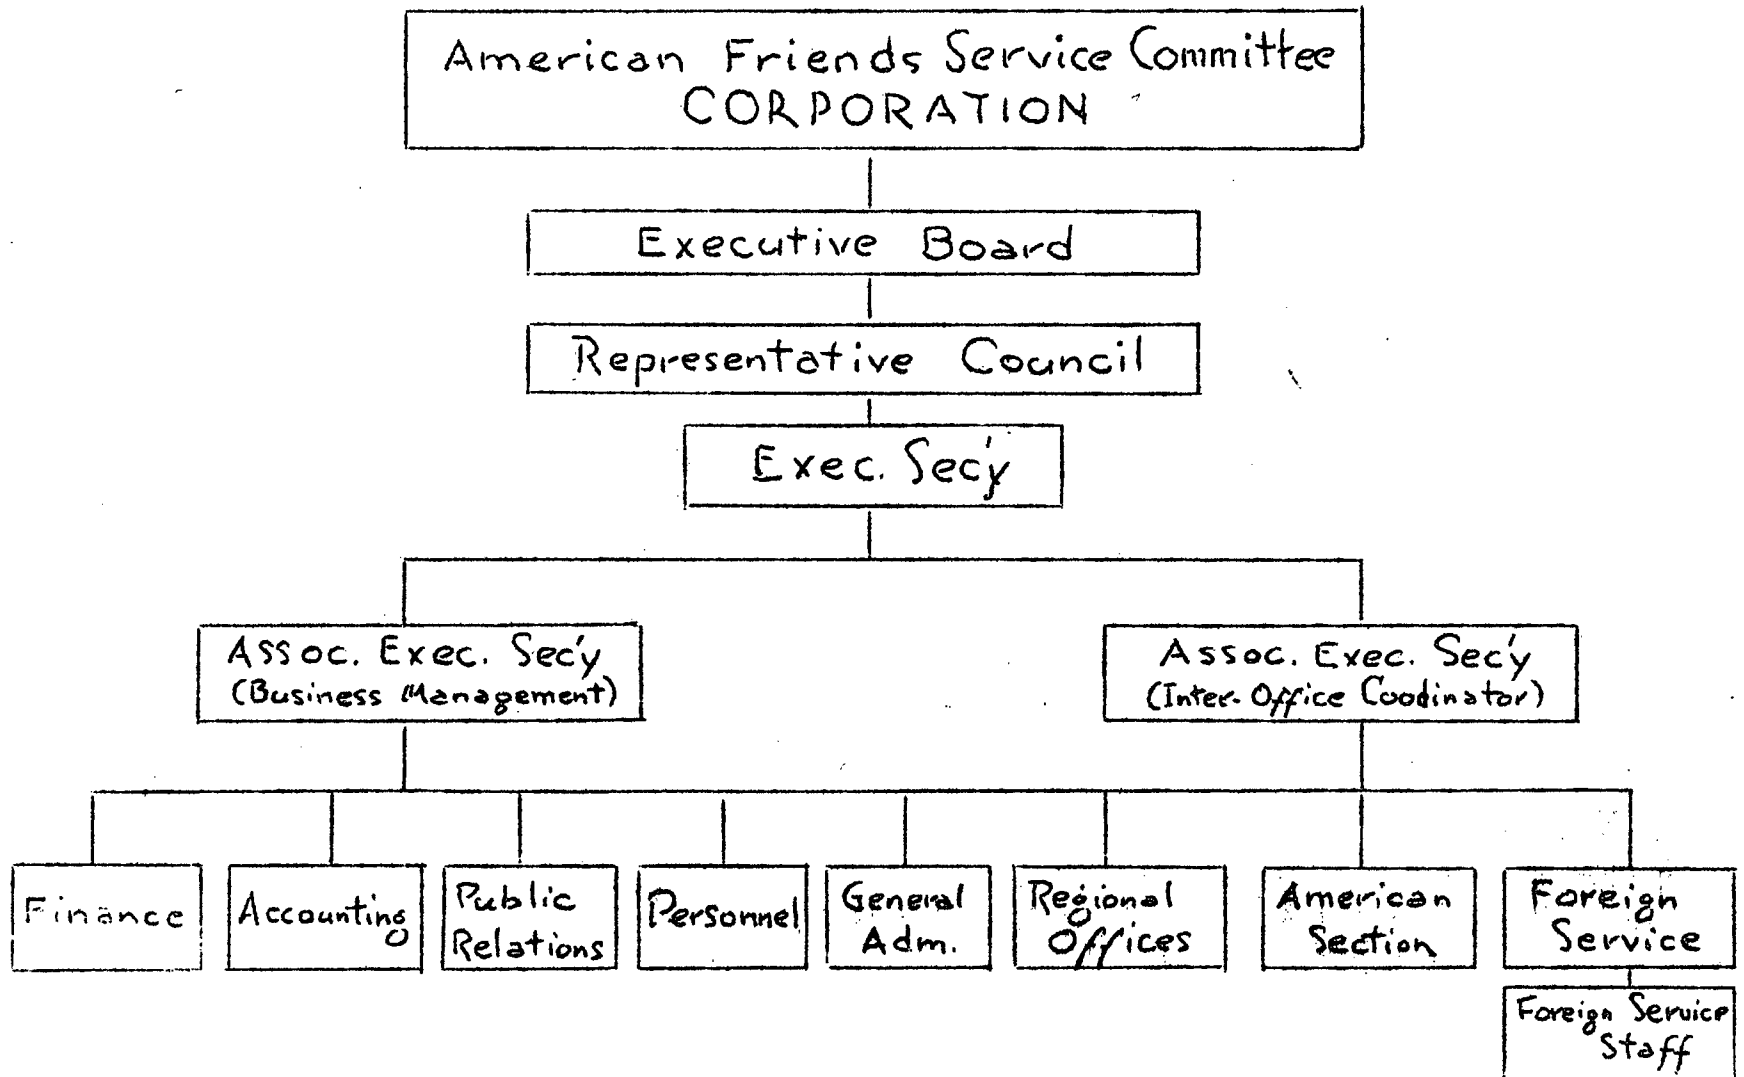 American Friends Service Committee
CORPORATION
Executive Board
Representative Council
Exec. Sec'y
Assoc. Exec. Sec'y
(Business Management)
Assoc. Exec. Sec'y
(Inter-Office Coodinator)
Finance
Accounting
Public
Relations
Personnel
General
Adm.
Regional
Offices
American
Section
Foreign
Service
Foreign Service
Staff